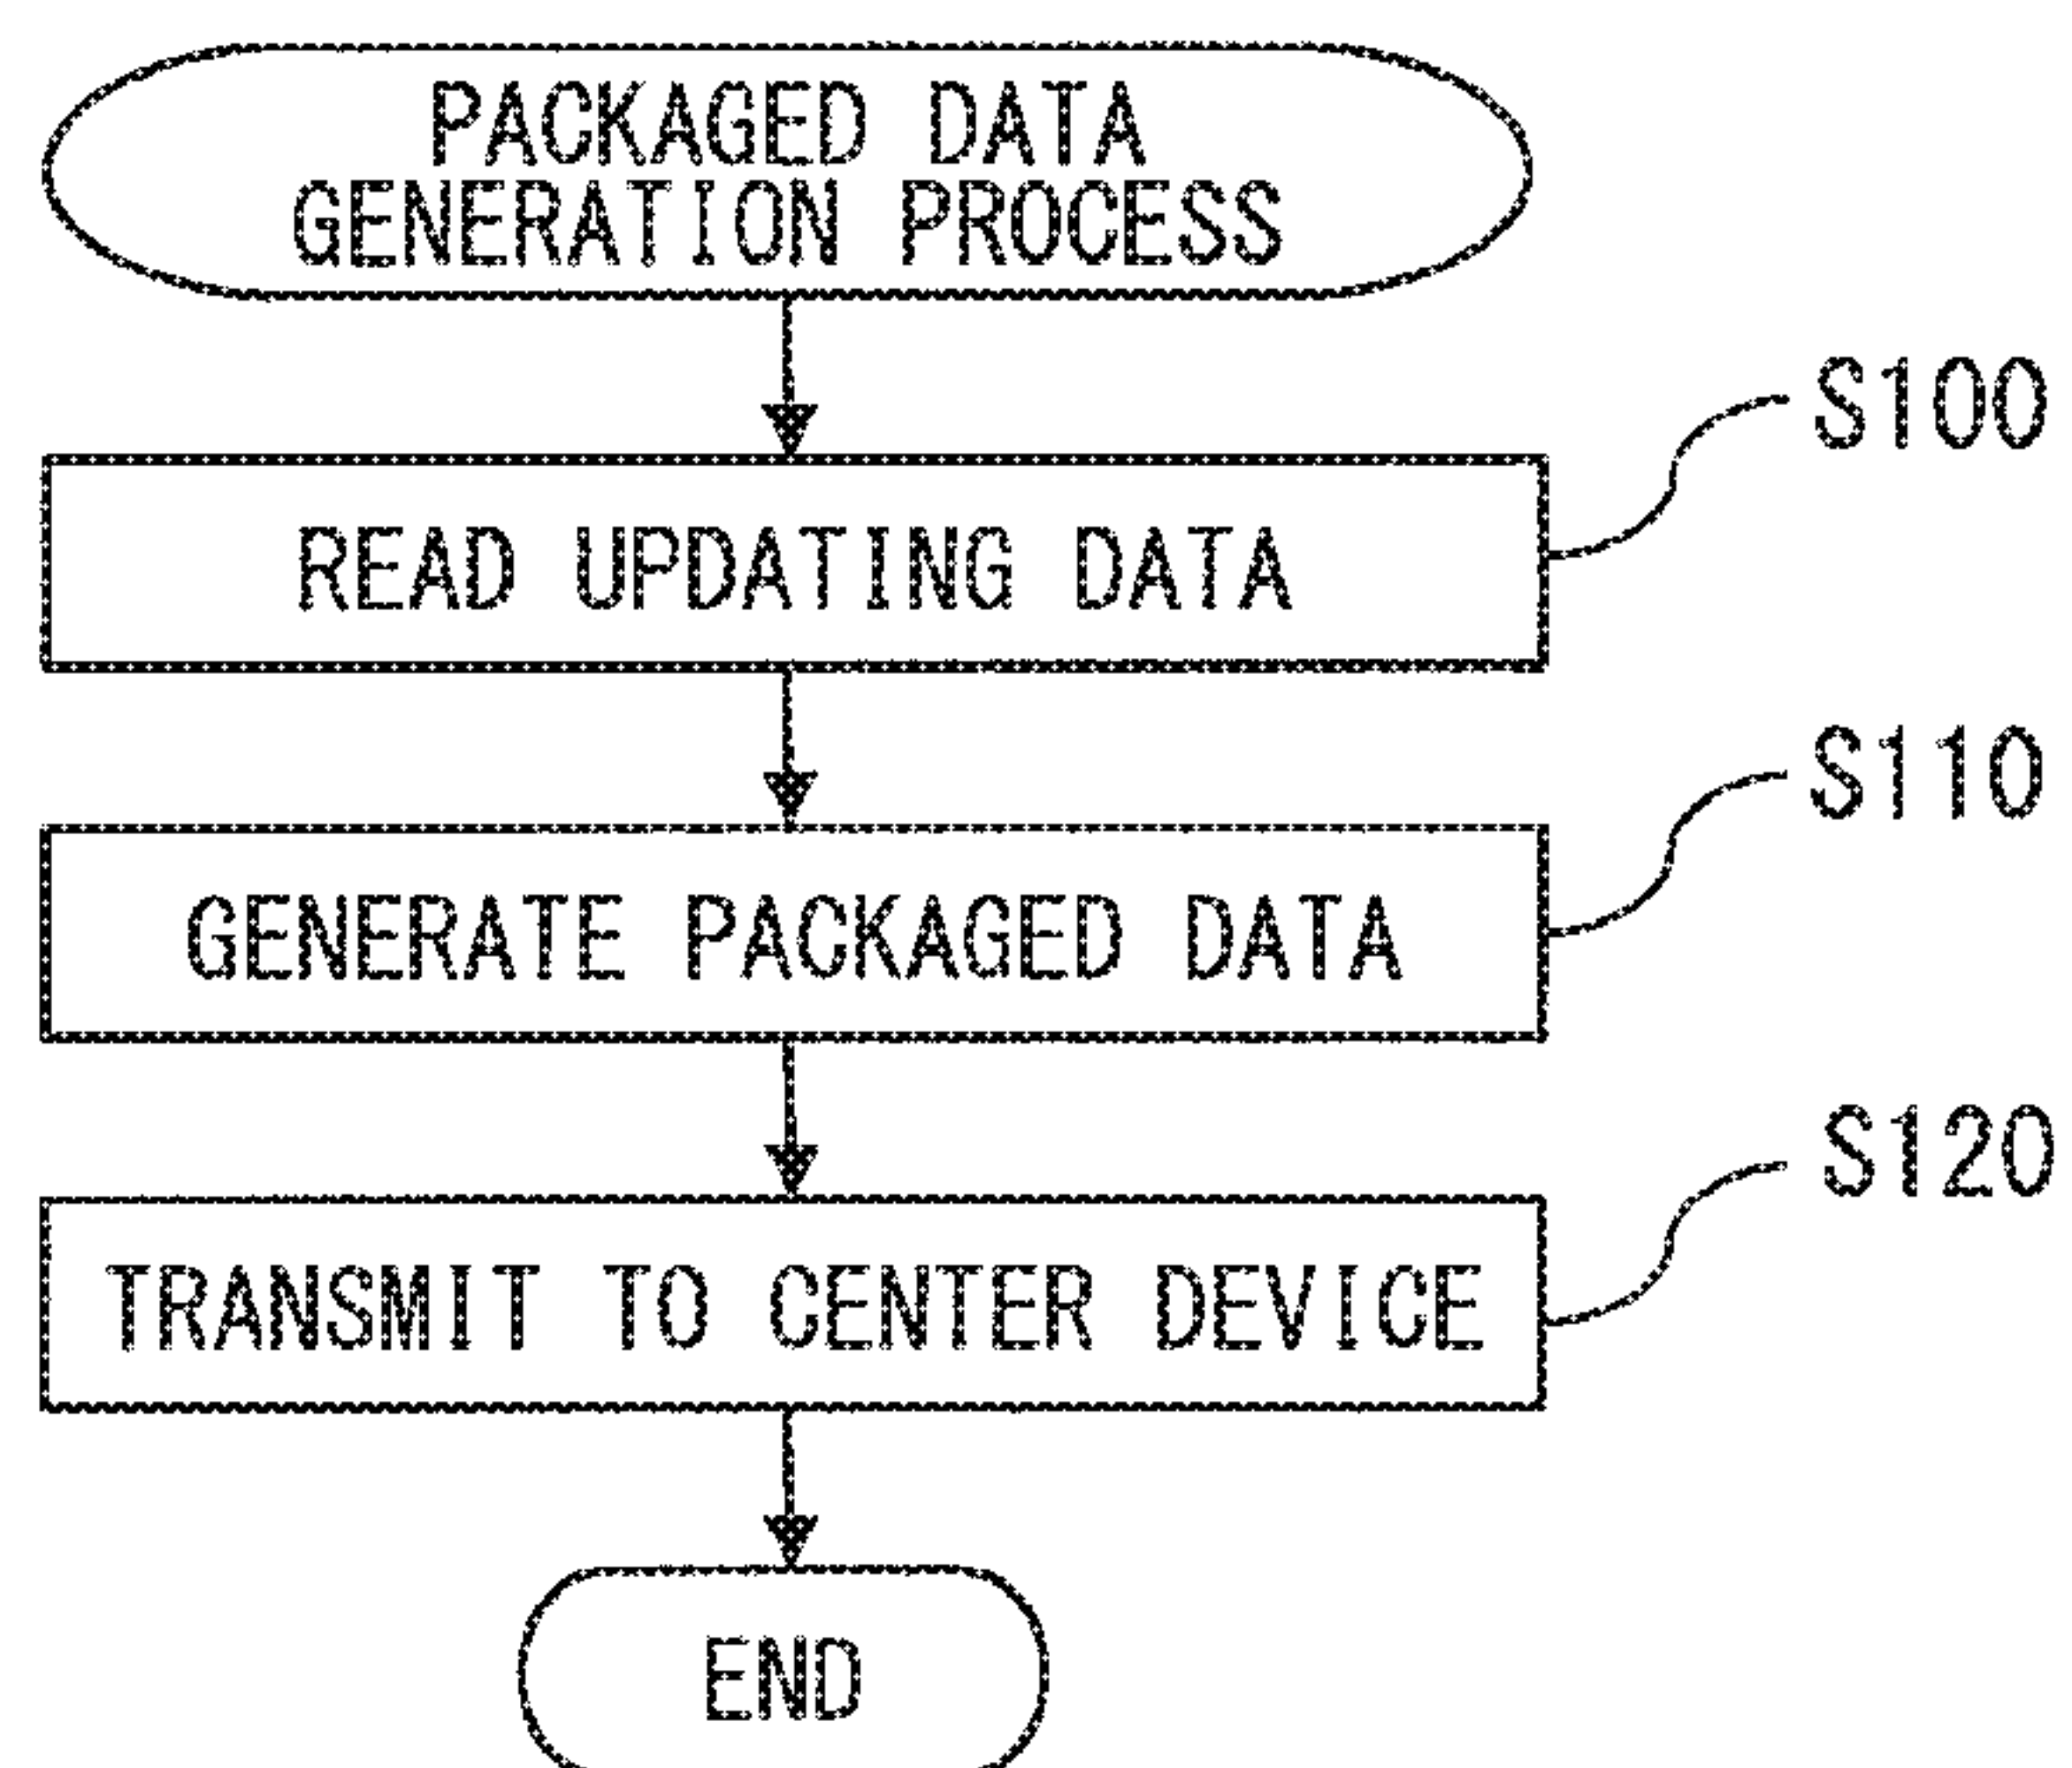 PACKAGED DATA
GENERATION PROCESS
S100
READ UPDATING DATA
S110
GENERATE PACKAGED DATA
S120
TRANSMIT TO CENTER DEVICE
END